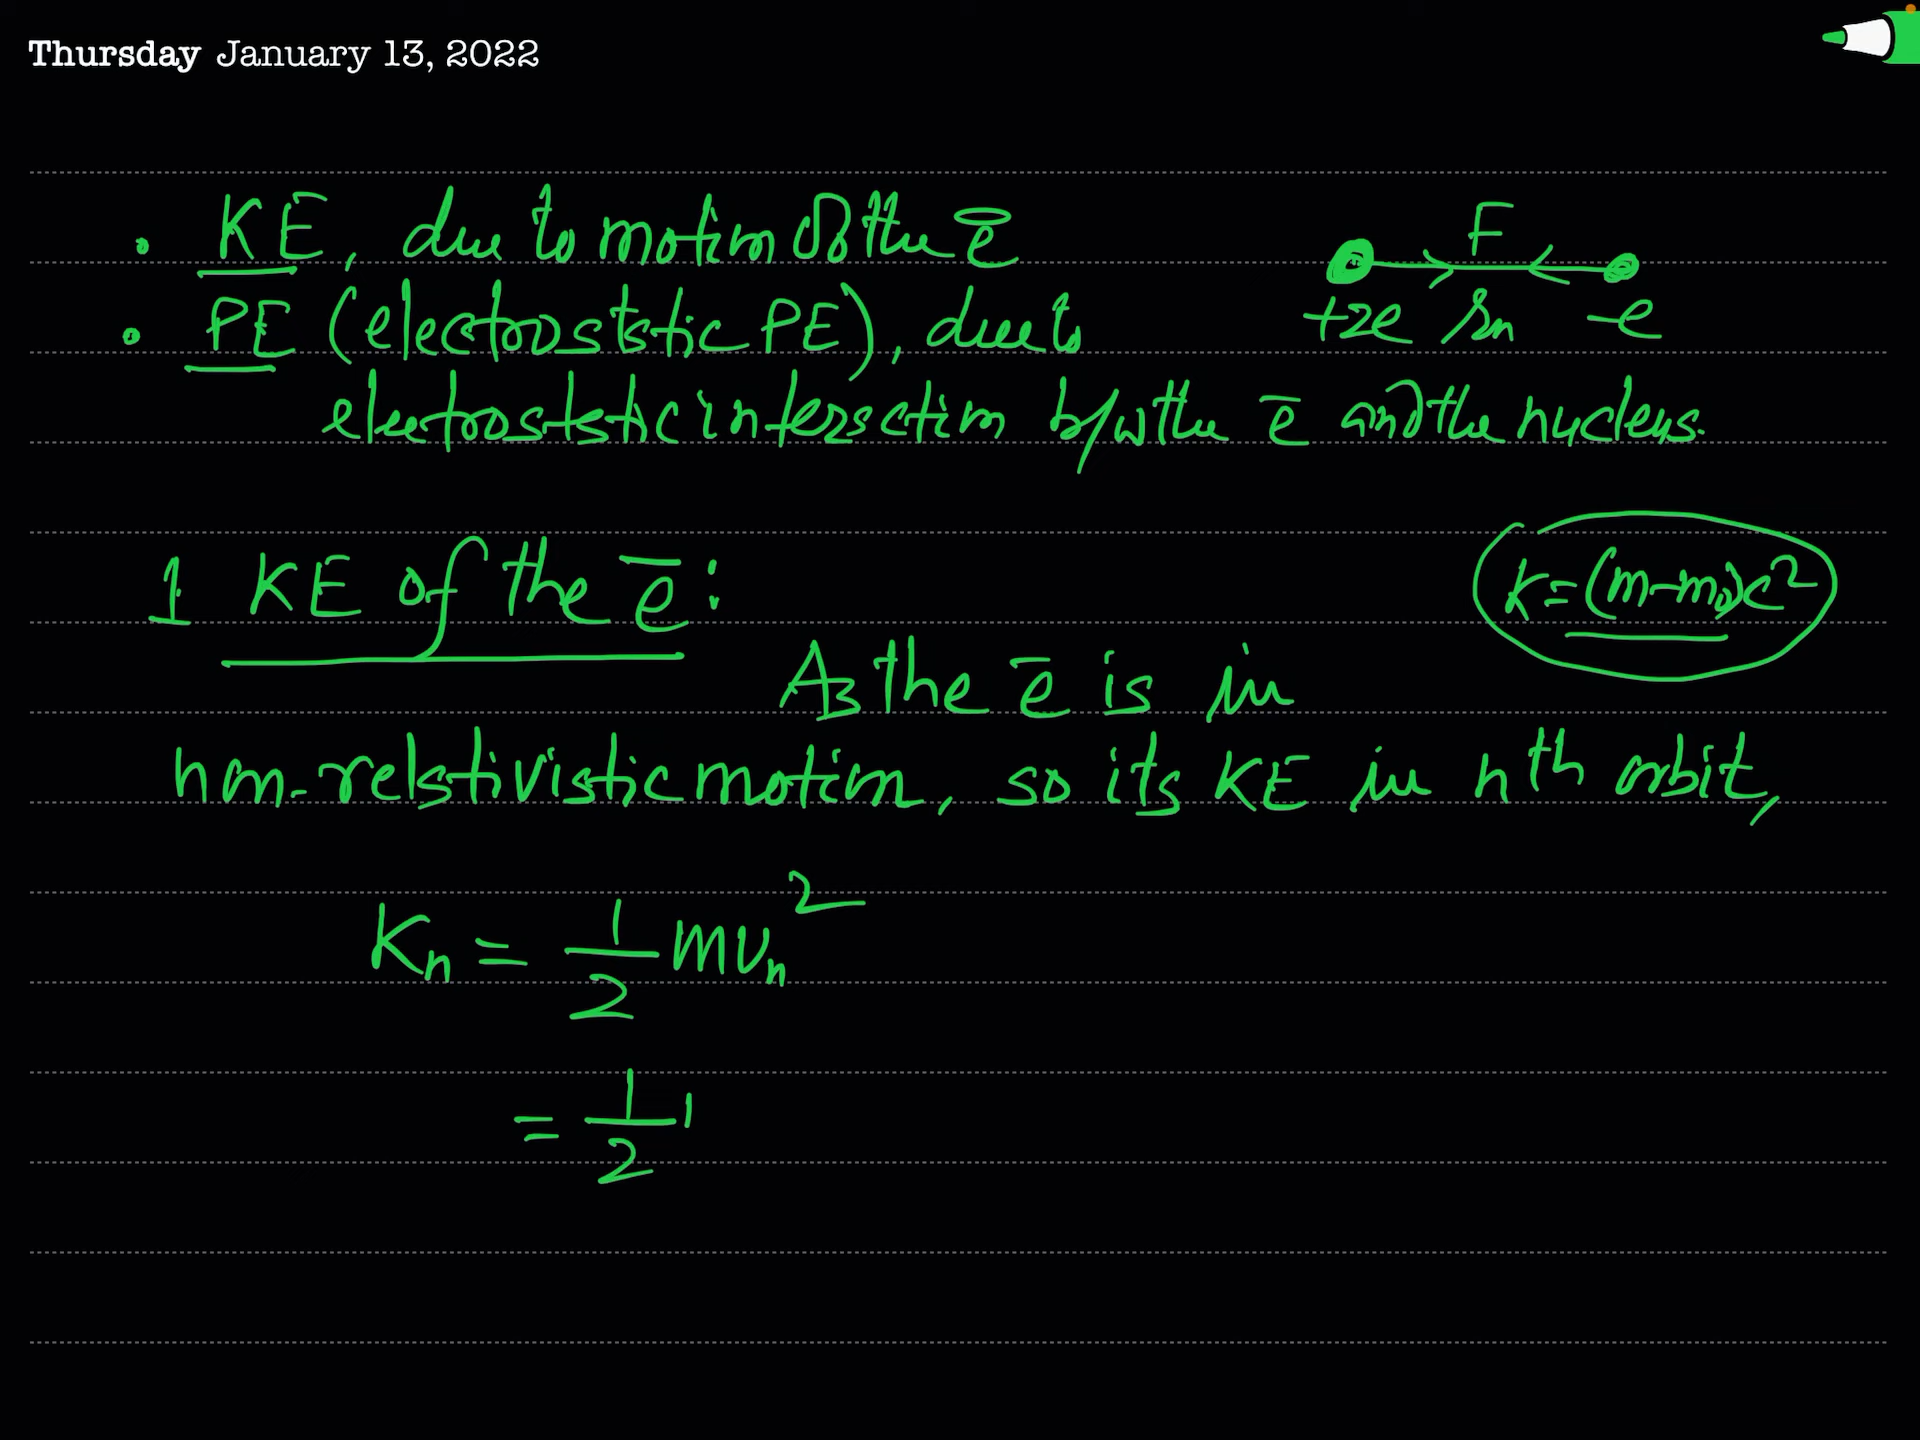 Thursday January 13, 2022
• KE, due to motion of the e̅
F
• PE (electrostatic PE), due to
+ze rn -e
electrostatic interaction b/w the e̅ and the nucleus.
1 KE of the e̅ :
K=(m-m₀)c²
As the e̅ is in
non-relativistic motion, so its KE in nth orbit,
Kn = 1/2 mvn²
= 1/2